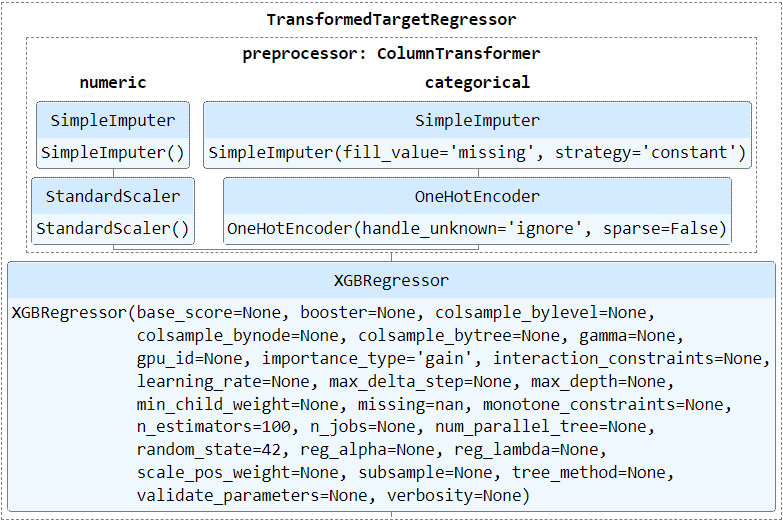 TransformedTargetRegressor
preprocessor: ColumnTransformer
numeric
categorical
SimpleImputer
SimpleImputer
SimpleImputer()
SimpleImputer(fill_value='missing', strategy='constant')
StandardScaler
OneHotEncoder
StandardScaler()
OneHotEncoder(handle_unknown='ignore', sparse=False)
XGBRegressor
XGBRegressor(base_score=None, booster=None, colsample_bylevel=None,
colsample_bynode=None, colsample_bytree=None, gamma=None,
gpu_id=None, importance_type='gain', interaction_constraints=None,
learning_rate=None, max_delta_step=None, max_depth=None,
min_child_weight=None, missing=nan, monotone_constraints=None,
n_estimators=100, n_jobs=None, num_parallel_tree=None,
random_state=42, reg_alpha=None, reg_lambda=None,
scale_pos_weight=None, subsample=None, tree_method=None,
validate_parameters=None, verbosity=None)